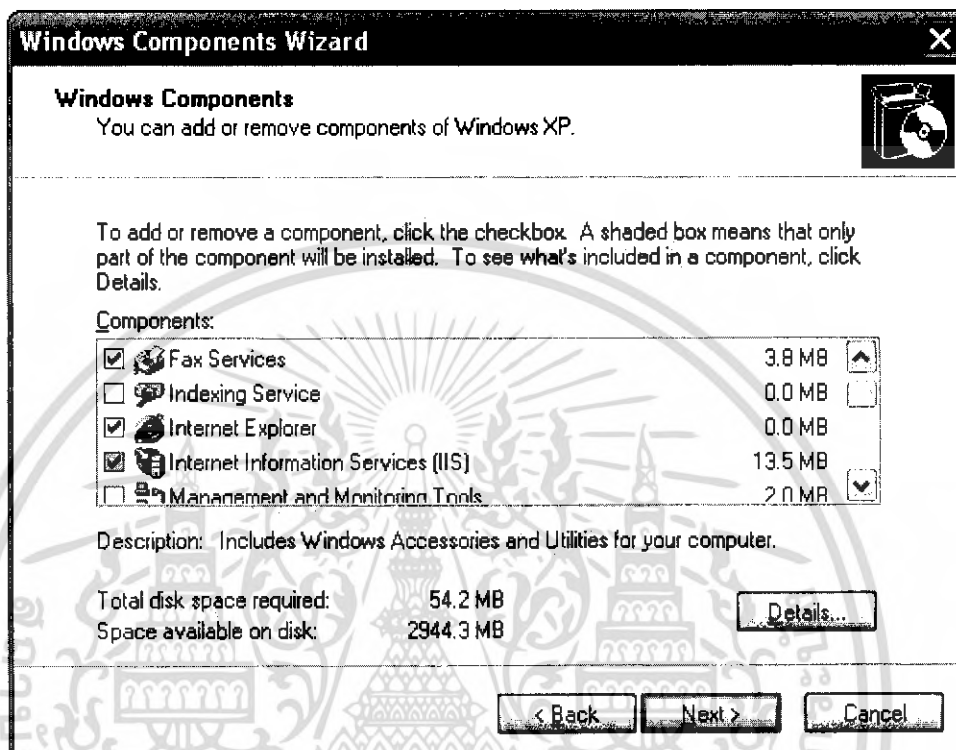 Windows Components Wizard
Windows Components
You can add or remove components of Windows XP.
To add or remove a component, click the checkbox. A shaded box means that only
part of the component will be installed. To see what's included in a component, click
Details.
Components:
Fax Services 3.8 MB
Indexing Service 0.0 MB
Internet Explorer 0.0 MB
Internet Information Services (IIS) 13.5 MB
Management and Monitoring Tools 2.0 MB
Description: Includes Windows Accessories and Utilities for your computer.
Total disk space required: 54.2 MB
Space available on disk: 2944.3 MB
Details...
< Back
Next >
Cancel